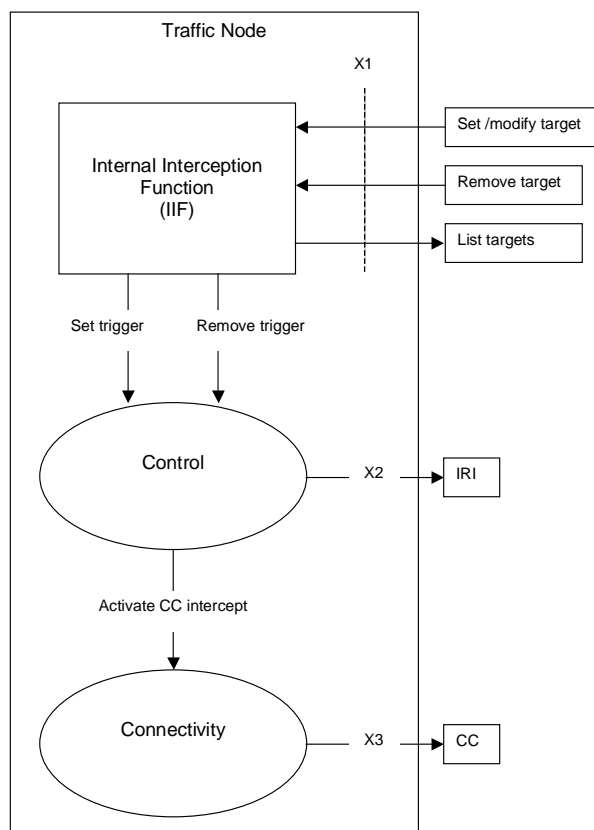 Traffic Node
X1
Set /modify target
Internal Interception
Function
(IIF)
Remove target
List targets
Set trigger
Remove trigger
Control
X2
IRI
Activate CC intercept
Connectivity
X3
CC